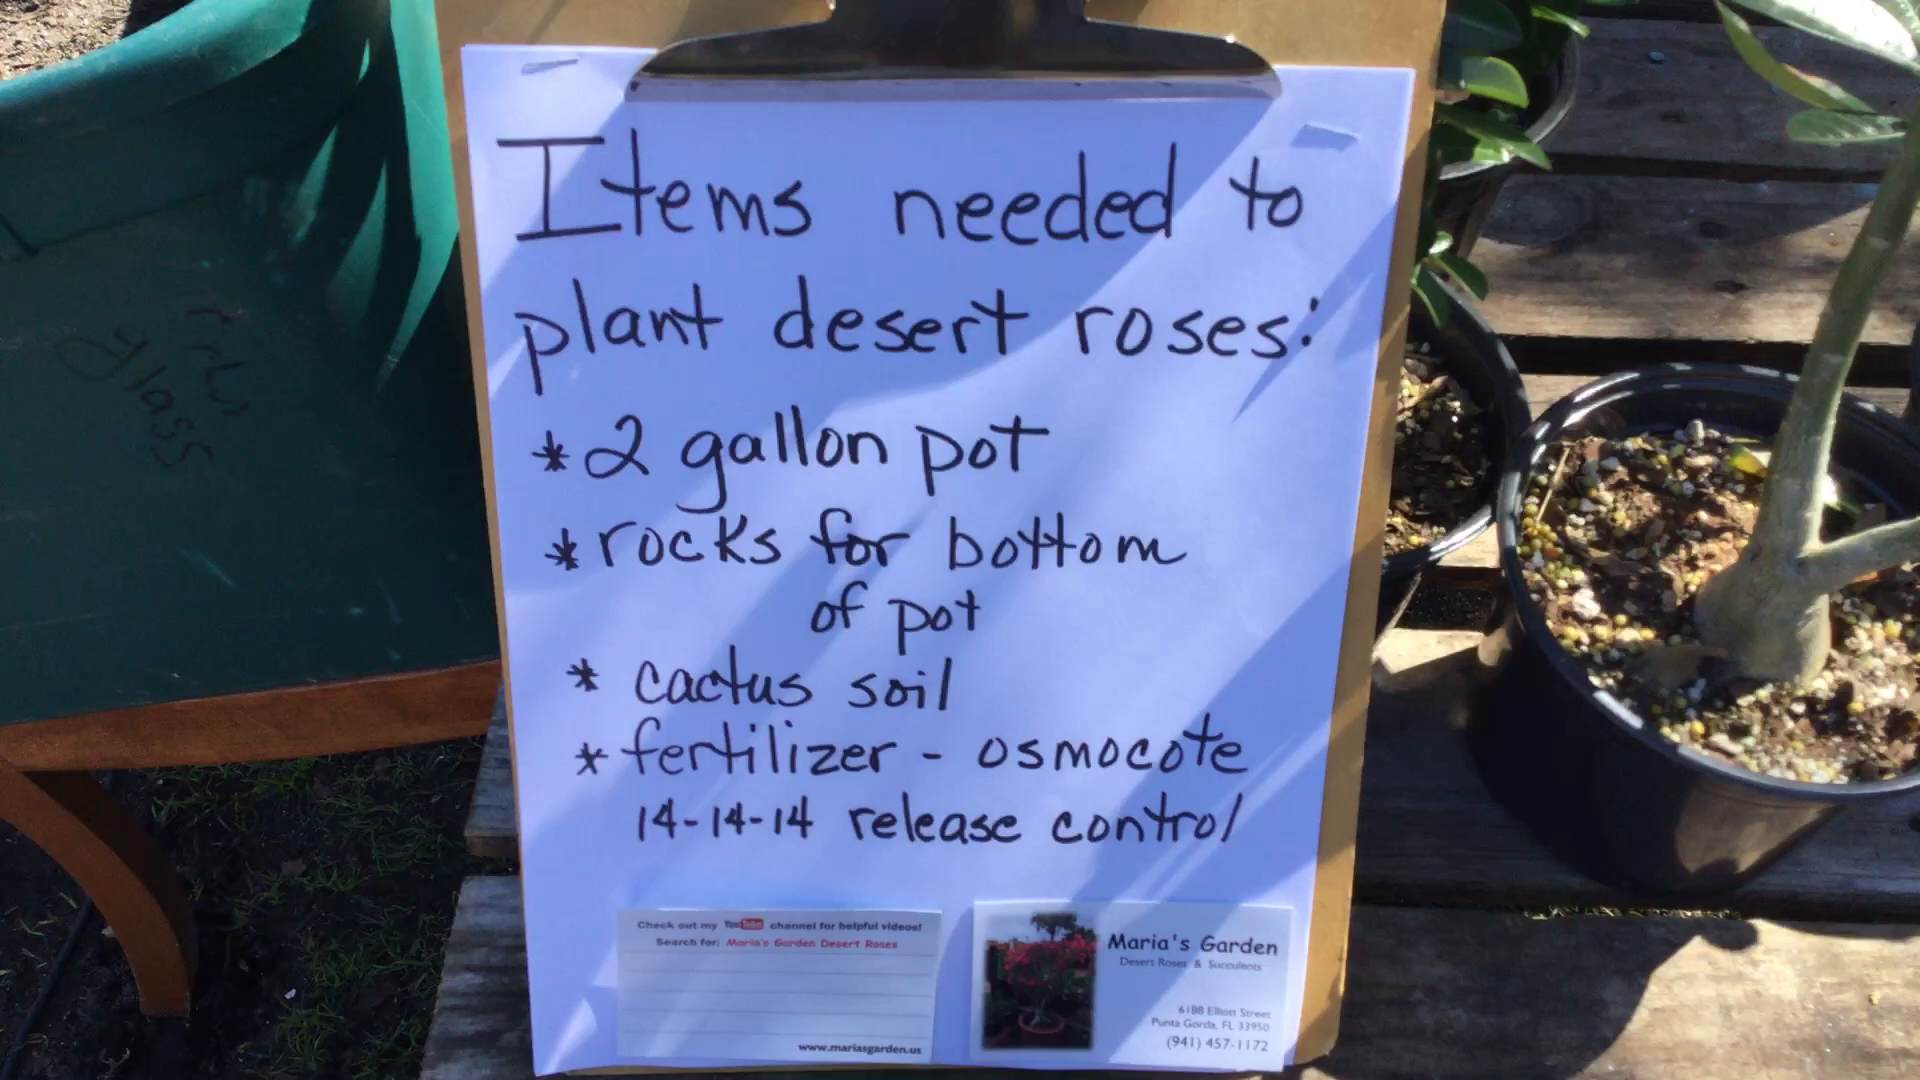 Items needed to
plant desert roses:
* 2 gallon pot
* rocks for bottom
of pot
* cactus soil
* fertilizer - osmocote
14-14-14 release control
Check out my YouTube channel for helpful videos!
Search for: Maria's Garden Desert Roses
www.mariasgarden.us
Maria's Garden
Desert Roses & Succulents
6188 Elliott Street
Punta Gorda, FL 33950
(941) 457-1172
glass